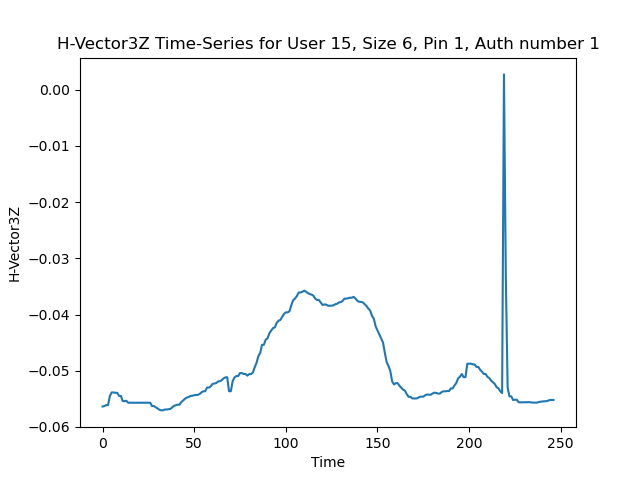 H-Vector3Z Time-Series for User 15, Size 6, Pin 1, Auth number 1
0.00
−0.01
−0.02
−0.03
−0.04
−0.05
−0.06
H-Vector3Z
0 50 100 150 200 250
Time